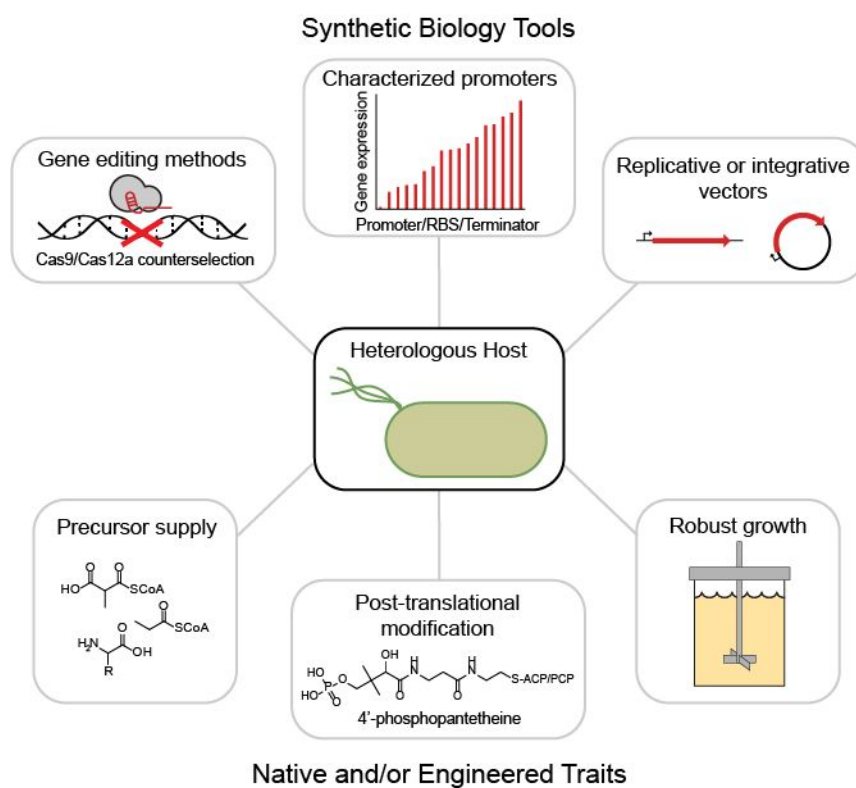 Synthetic Biology Tools
Characterized promoters
Gene expression
Promoter/RBS/Terminator
Gene editing methods
Cas9/Cas12a counterselection
Replicative or integrative
vectors
Heterologous Host
Precursor supply
O
O
HO
SCoA
O
SCoA
O
H₂N
OH
R
Post-translational
modification
HO
HO
P
O
O
OH
O
H
N
O
H
N
S-ACP/PCP
4'-phosphopantetheine
Robust growth
Native and/or Engineered Traits